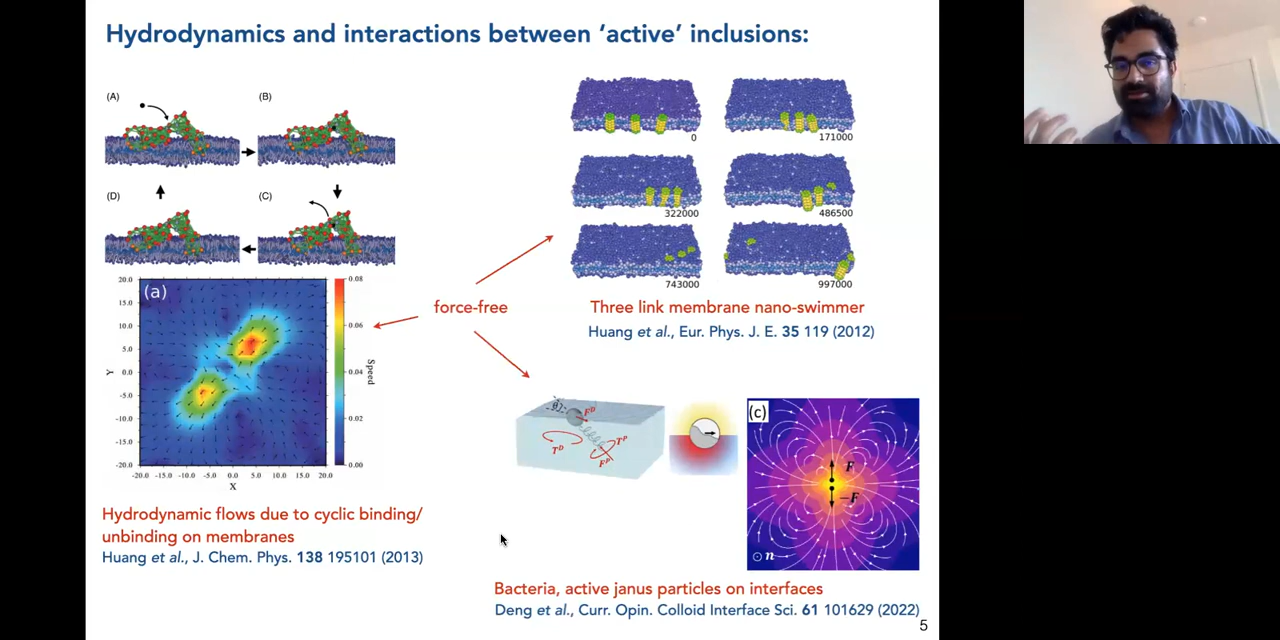 Hydrodynamics and interactions between 'active' inclusions:
(A)
(B)
(D)
(C)
0
171000
322000
486500
743000
997000
force-free
Three link membrane nano-swimmer
Huang et al., Eur. Phys. J. E. 35 119 (2012)
(a)
20.0
15.0
10.0
5.0
0.0
-5.0
-10.0
-15.0
-20.0
Y
-20.0 -15.0 -10.0 -5.0 0.0 5.0 10.0 15.0 20.0
X
0.08
0.06
0.04
0.02
0.00
Speed
θ
F^D
T^D
T^P
(c)
F
-F
n
Hydrodynamic flows due to cyclic binding/
unbinding on membranes
Huang et al., J. Chem. Phys. 138 195101 (2013)
Bacteria, active janus particles on interfaces
Deng et al., Curr. Opin. Colloid Interface Sci. 61 101629 (2022)
5